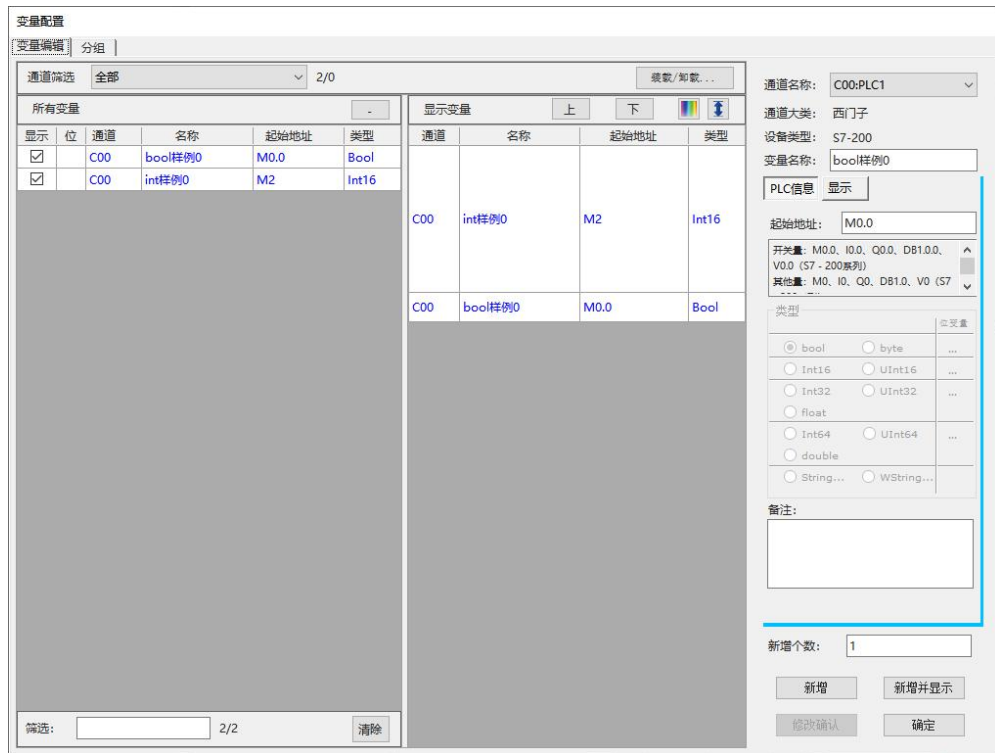 变量配置
变量编辑 分组
通道筛选 全部 2/0 装载/卸载...
所有变量 -
显示 位 通道 名称 起始地址 类型
C00 bool样例0 M0.0 Bool
C00 int样例0 M2 Int16
筛选: 2/2 清除
显示变量 上 下
通道 名称 起始地址 类型
C00 int样例0 M2 Int16
C00 bool样例0 M0.0 Bool
通道名称: C00:PLC1
通道大类: 西门子
设备类型: S7-200
变量名称: bool样例0
PLC信息 显示
起始地址: M0.0
开关量: M0.0、I0.0、Q0.0、DB1.0.0、
V0.0 (S7 - 200系列)
其他量: M0、I0、Q0、DB1.0、V0 (S7
类型
位变量
bool byte ...
Int16 UInt16 ...
Int32 UInt32 ...
float
Int64 UInt64 ...
double
String... WString...
备注:
新增个数: 1
新增 新增并显示
修改确认 确定